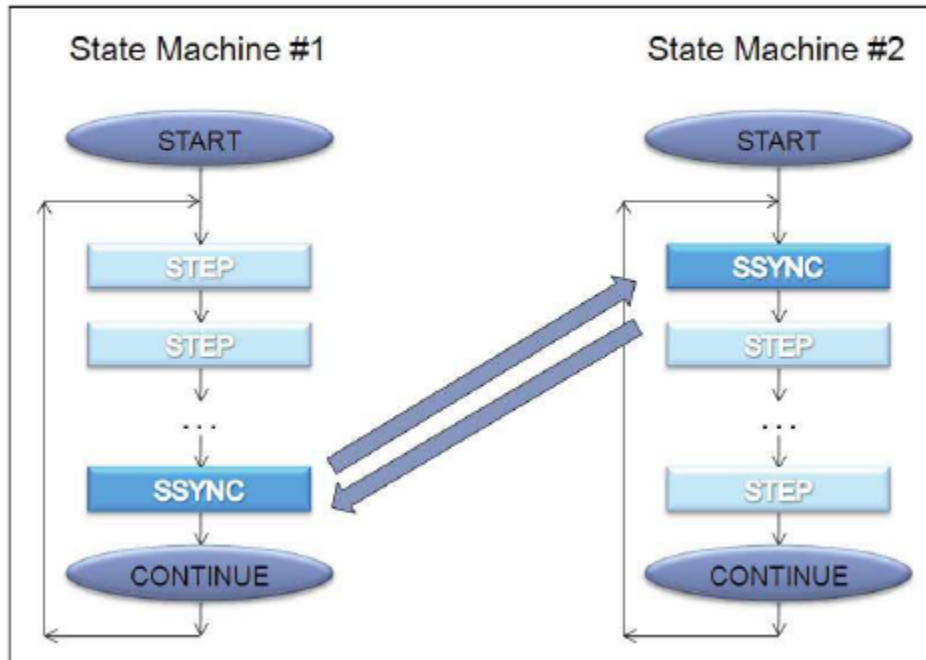 State Machine #1
START
STEP
STEP
...
SSYNC
CONTINUE
State Machine #2
START
SSYNC
STEP
...
STEP
CONTINUE